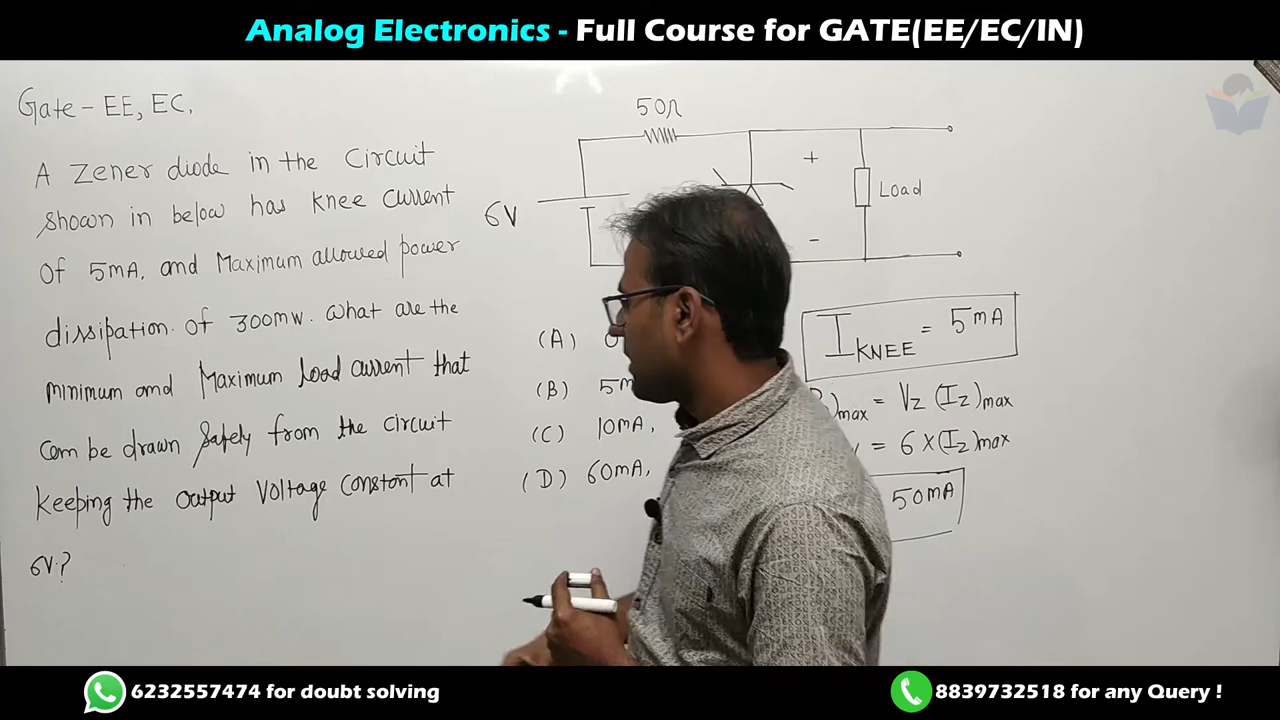 Analog Electronics - Full Course for GATE(EE/EC/IN)
Gate - EE, EC.
A Zener diode in the Circuit
shown in below has knee current
Of 5mA. and Maximum allowed power
dissipation. of 300mw. what are the
minimum and Maximum load current that
can be drawn safely from the circuit
keeping the output Voltage constant at
6V.?
50Ω
6V
+
-
Load
(A)
(B)
(C) 10mA,
(D) 60mA,
I KNEE = 5mA
max = Vz (Iz)max
= 6 X (Iz)max
50mA
6232557474 for doubt solving
8839732518 for any Query !